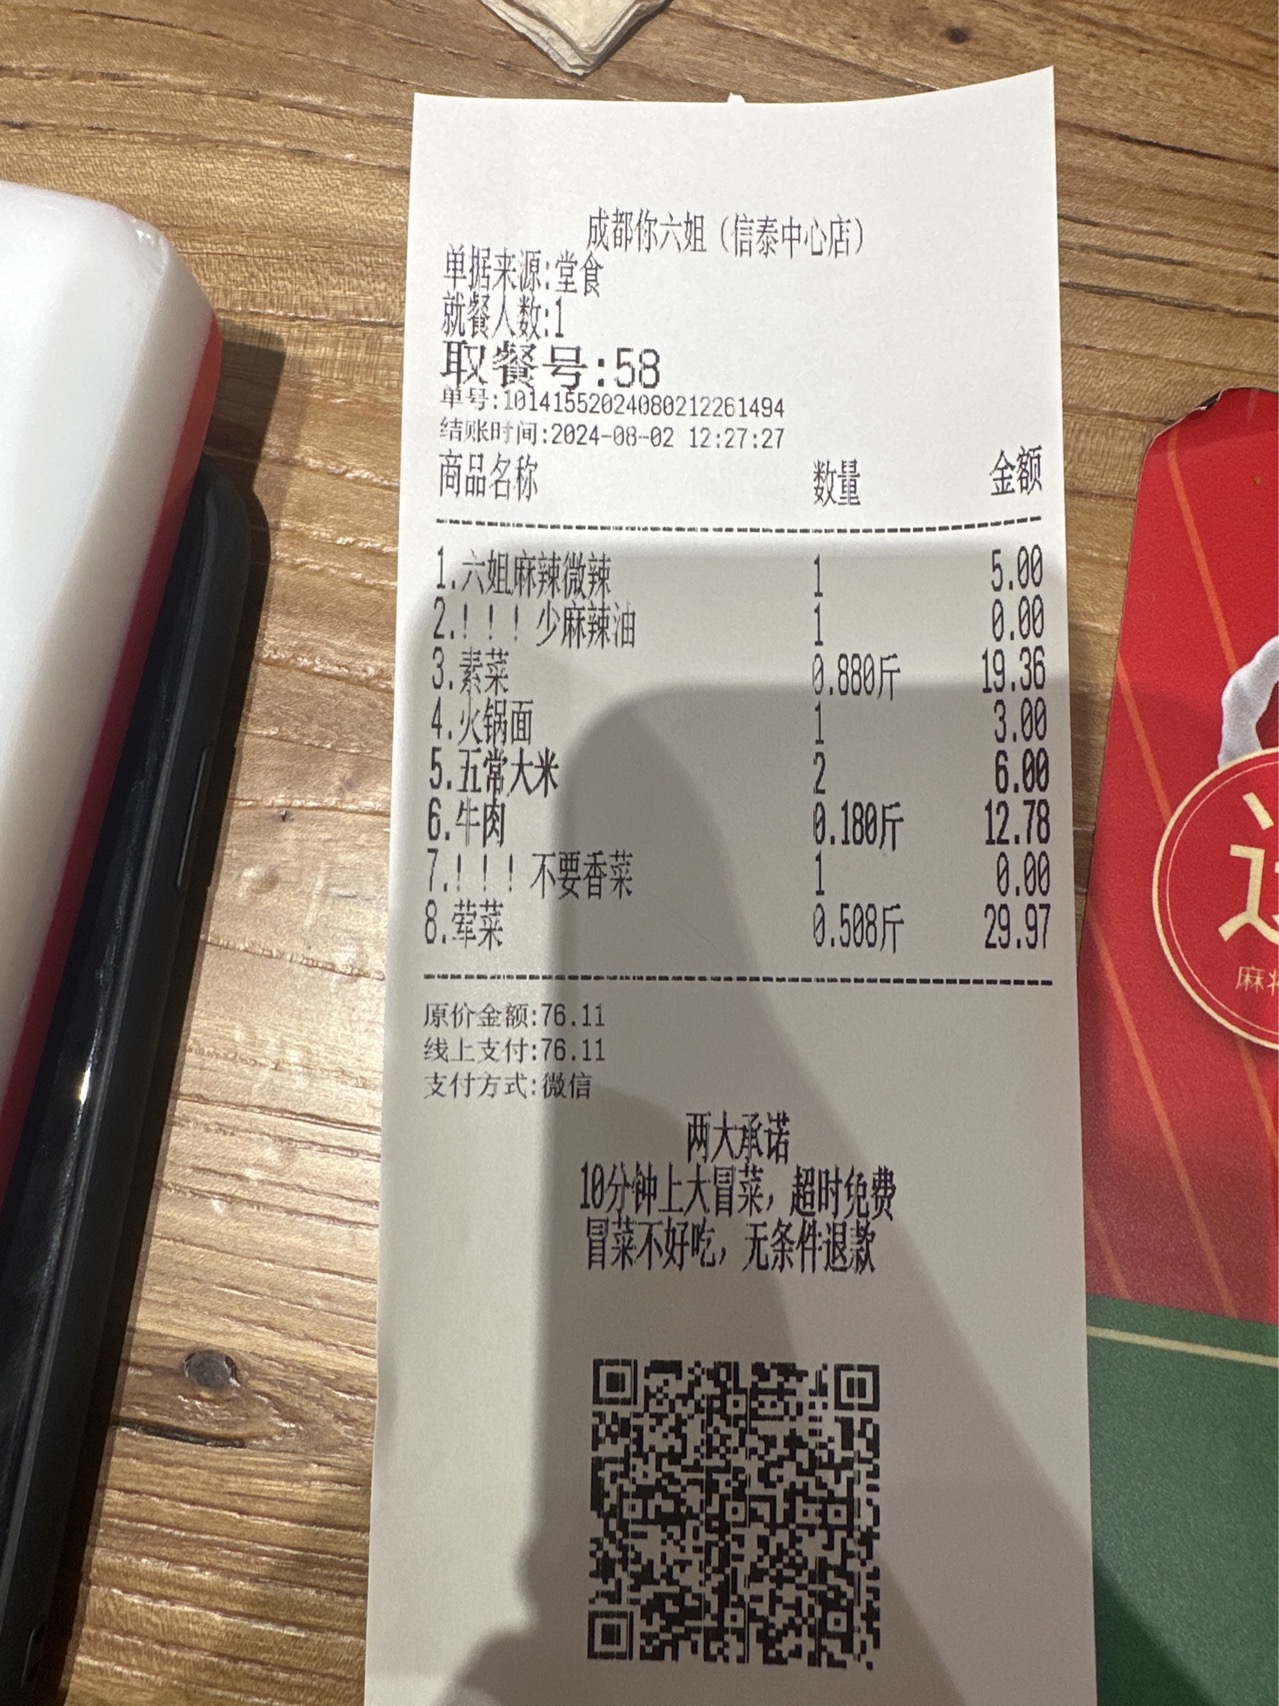 成都你六姐（信泰中心店）
单据来源:堂食
就餐人数:1
取餐号:58
单号:10141552024080212261494
结账时间:2024-08-02 12:27:27
商品名称 数量 金额
1.六姐麻辣微辣 1 5.00
2.！！！少麻辣油 1 0.00
3.素菜 0.880斤 19.36
4.火锅面 1 3.00
5.五常大米 2 6.00
6.牛肉 0.180斤 12.78
7.！！！不要香菜 1 0.00
8.荤菜 0.508斤 29.97
原价金额:76.11
线上支付:76.11
支付方式:微信
两大承诺
10分钟上大冒菜，超时免费
冒菜不好吃，无条件退款